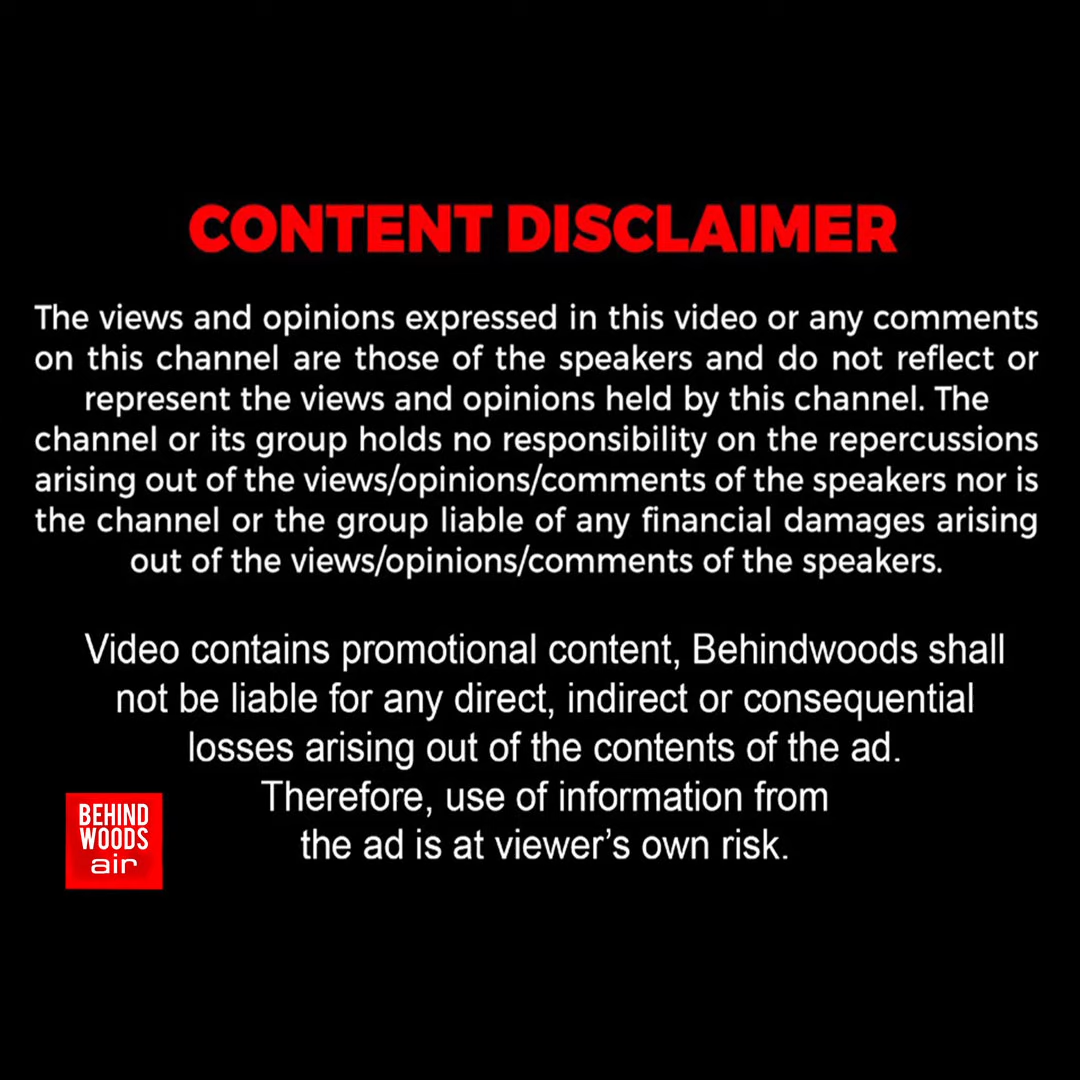 CONTENT DISCLAIMER
The views and opinions expressed in this video or any comments
on this channel are those of the speakers and do not reflect or
represent the views and opinions held by this channel. The
channel or its group holds no responsibility on the repercussions
arising out of the views/opinions/comments of the speakers nor is
the channel or the group liable of any financial damages arising
out of the views/opinions/comments of the speakers.
Video contains promotional content, Behindwoods shall
not be liable for any direct, indirect or consequential
losses arising out of the contents of the ad.
Therefore, use of information from
the ad is at viewer's own risk.
BEHIND
WOODS
air